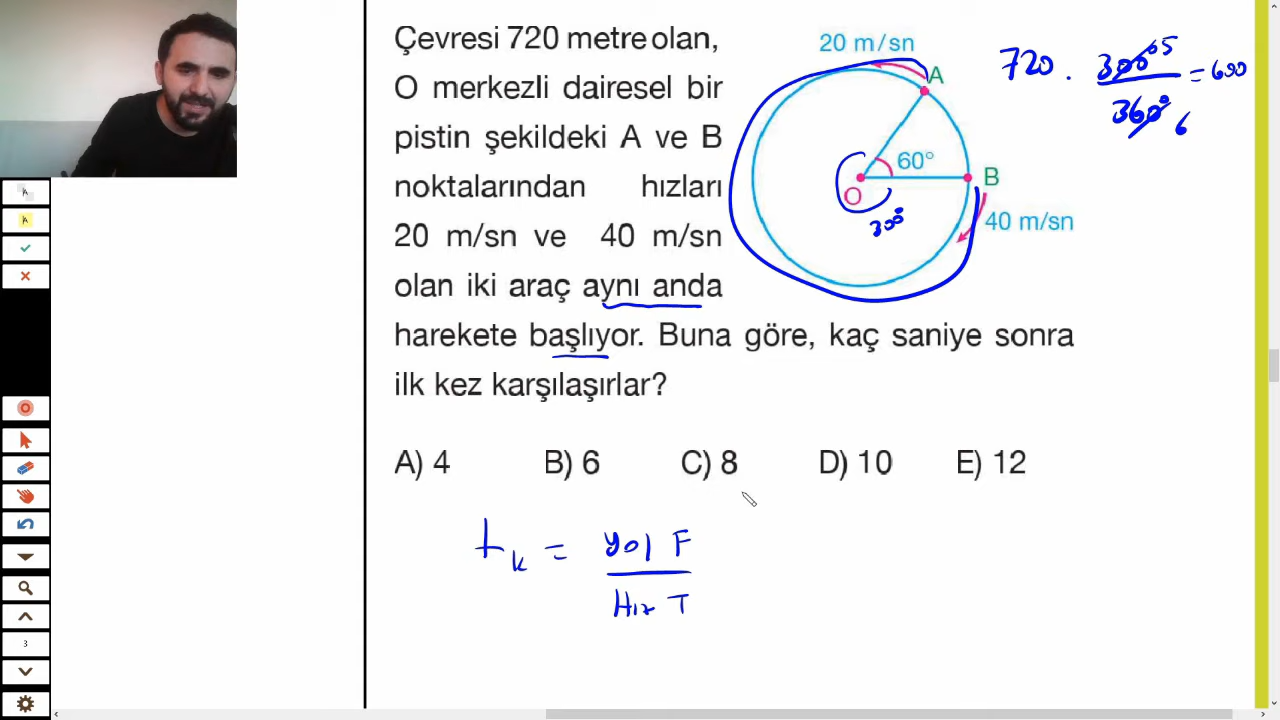 Çevresi 720 metre olan,
O merkezli dairesel bir
pistin şekildeki A ve B
noktalarından hızları
20 m/sn ve 40 m/sn
olan iki araç aynı anda
harekete başlıyor. Buna göre, kaç saniye sonra
ilk kez karşılaşırlar?
20 m/sn
A
60°
O
B
40 m/sn
300°
720 . 300° 5 / 360° 6 = 600
A) 4 B) 6 C) 8 D) 10 E) 12
t k = yol F
Hız T
A
A
3